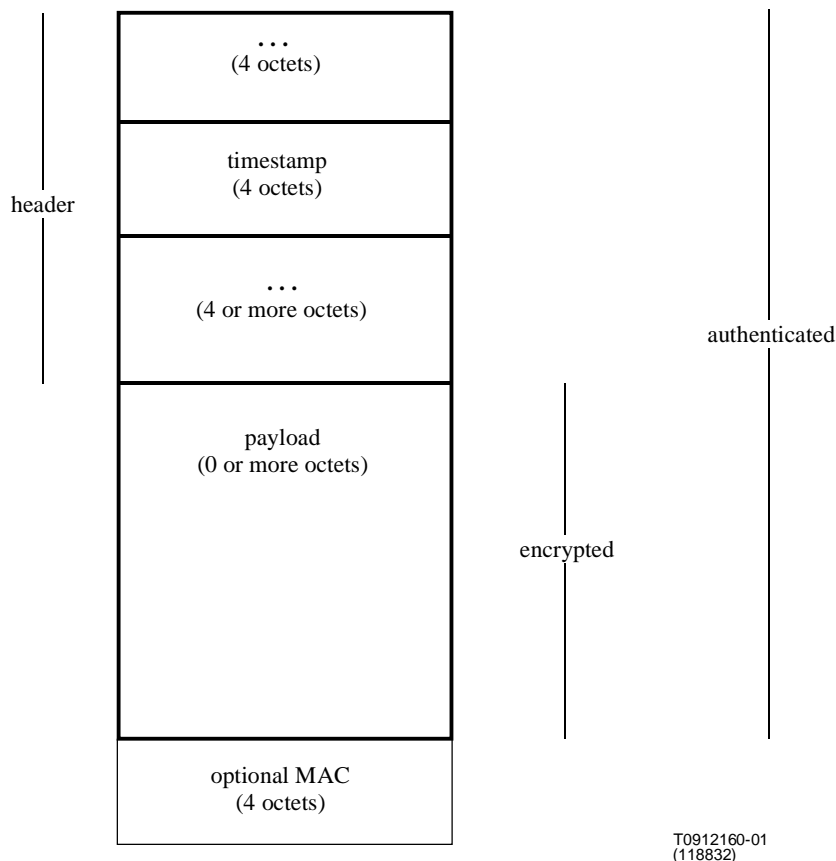 ...
(4 octets)
timestamp
(4 octets)
header
...
(4 or more octets)
authenticated
payload
(0 or more octets)
encrypted
optional MAC
(4 octets)
T0912160-01
(118832)